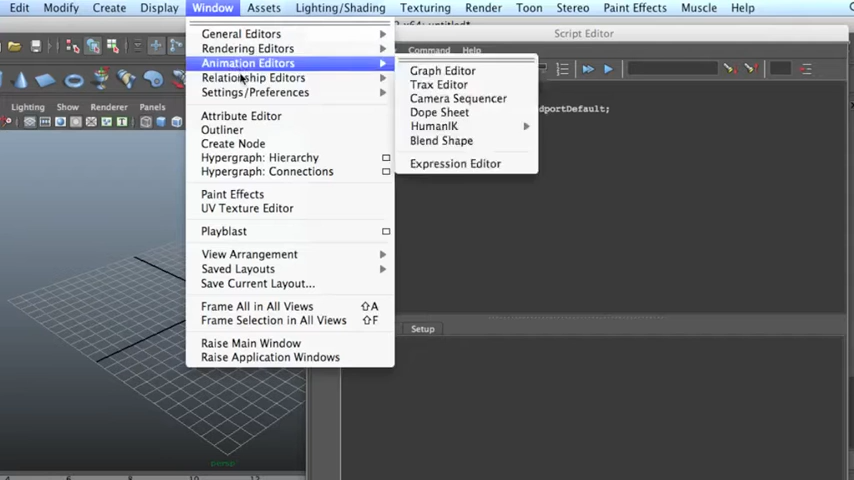 Edit Modify Create Display Window Assets Lighting/Shading Texturing Render Toon Stereo Paint Effects Muscle Help
Script Editor
General Editors
Rendering Editors
Animation Editors
Relationship Editors
Settings/Preferences
Attribute Editor
Outliner
Create Node
Hypergraph: Hierarchy
Hypergraph: Connections
Paint Effects
UV Texture Editor
Playblast
View Arrangement
Saved Layouts
Save Current Layout...
Frame All in All Views ⇧A
Frame Selection in All Views ⇧F
Raise Main Window
Raise Application Windows
Command Help
Graph Editor
Trax Editor
Camera Sequencer
Dope Sheet
HumanIK
Blend Shape
Expression Editor
Lighting Show Renderer Panels
Setup
persp